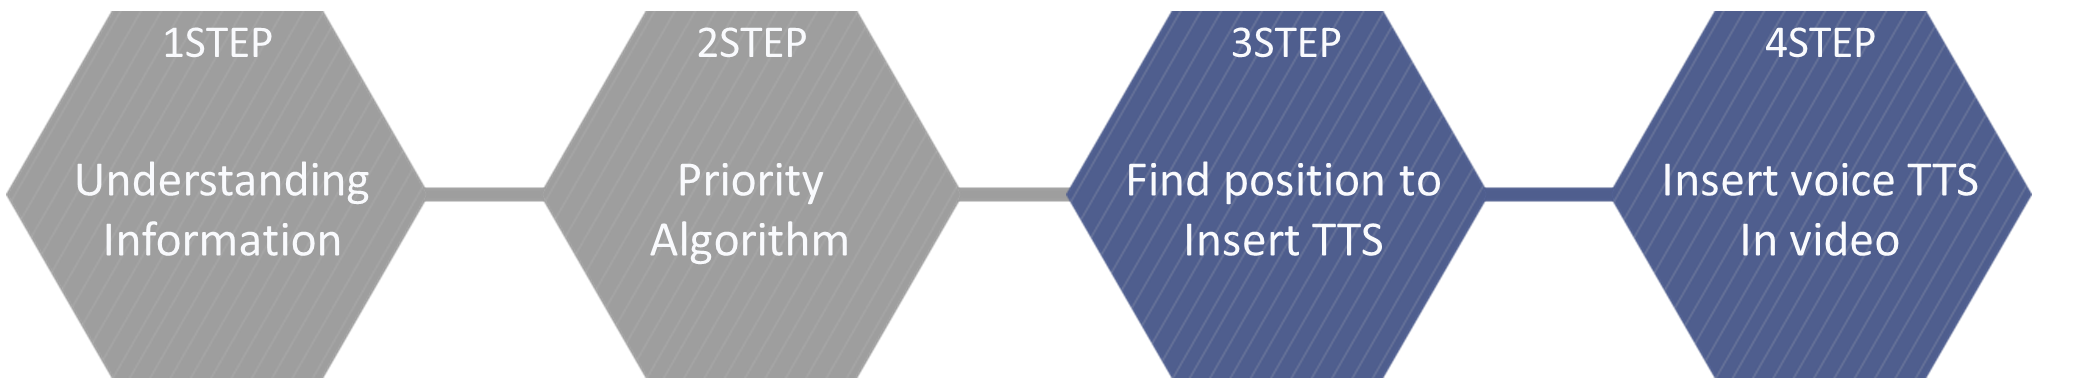 1STEP
Understanding
Information
2STEP
Priority
Algorithm
3STEP
Find position to
Insert TTS
4STEP
Insert voice TTS
In video